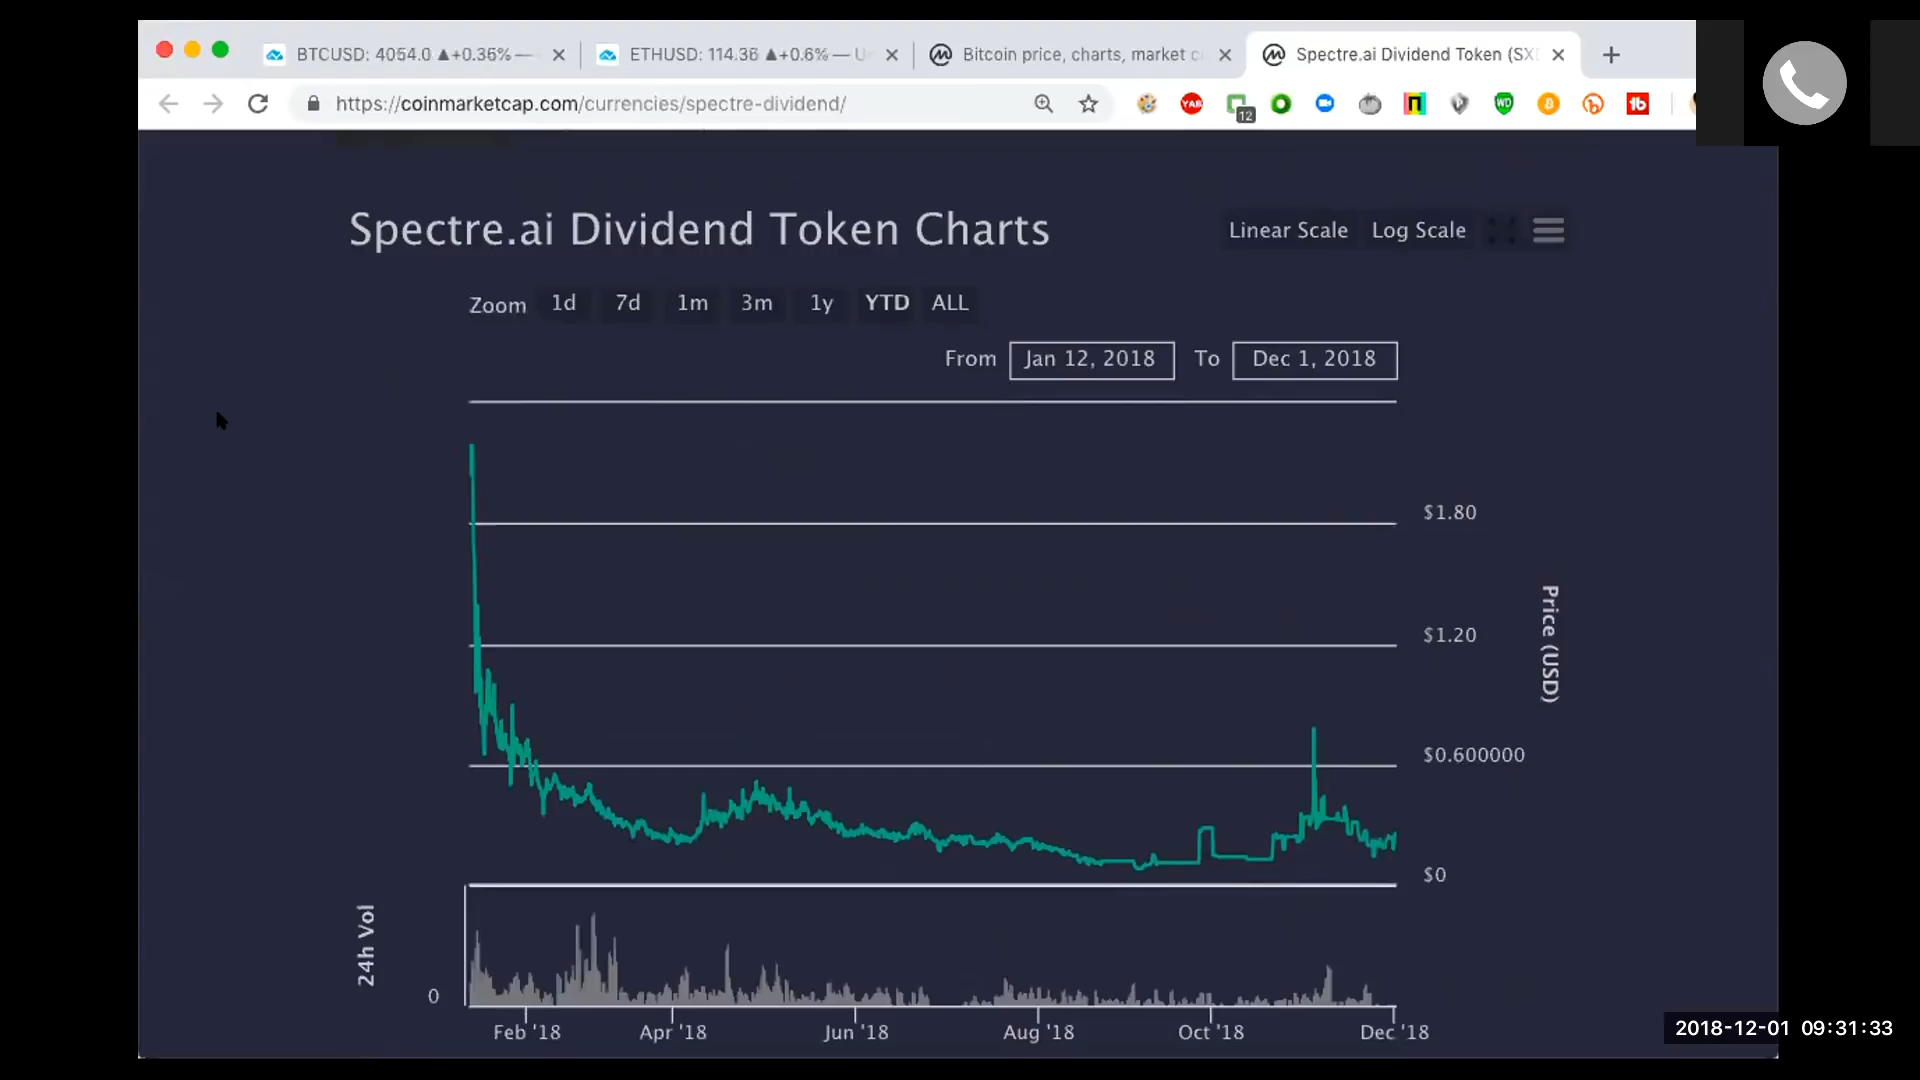 BTCUSD: 4054.0 ▲+0.36% —
ETHUSD: 114.36 ▲+0.6% — U
Bitcoin price, charts, market c
Spectre.ai Dividend Token (SX
https://coinmarketcap.com/currencies/spectre-dividend/
YAR
12
WD
tb
Spectre.ai Dividend Token Charts
Linear Scale Log Scale
Zoom 1d 7d 1m 3m 1y YTD ALL
From Jan 12, 2018 To Dec 1, 2018
$1.80
$1.20
$0.600000
$0
Price (USD)
24h Vol
0
Feb '18 Apr '18 Jun '18 Aug '18 Oct '18 Dec '18
2018-12-01 09:31:33